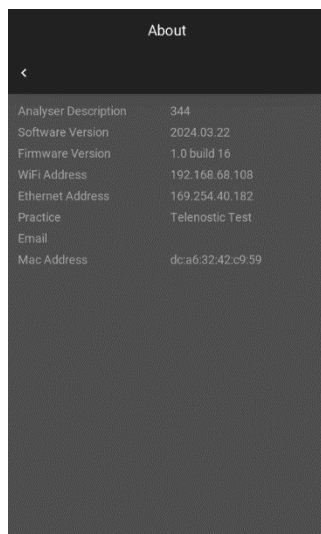 About
Analyser Description 344
Software Version 2024.03.22
Firmware Version 1.0 build 16
WiFi Address 192.168.68.108
Ethernet Address 169.254.40.182
Practice Telenostic Test
Email
Mac Address dc:a6:32:42:c9:59